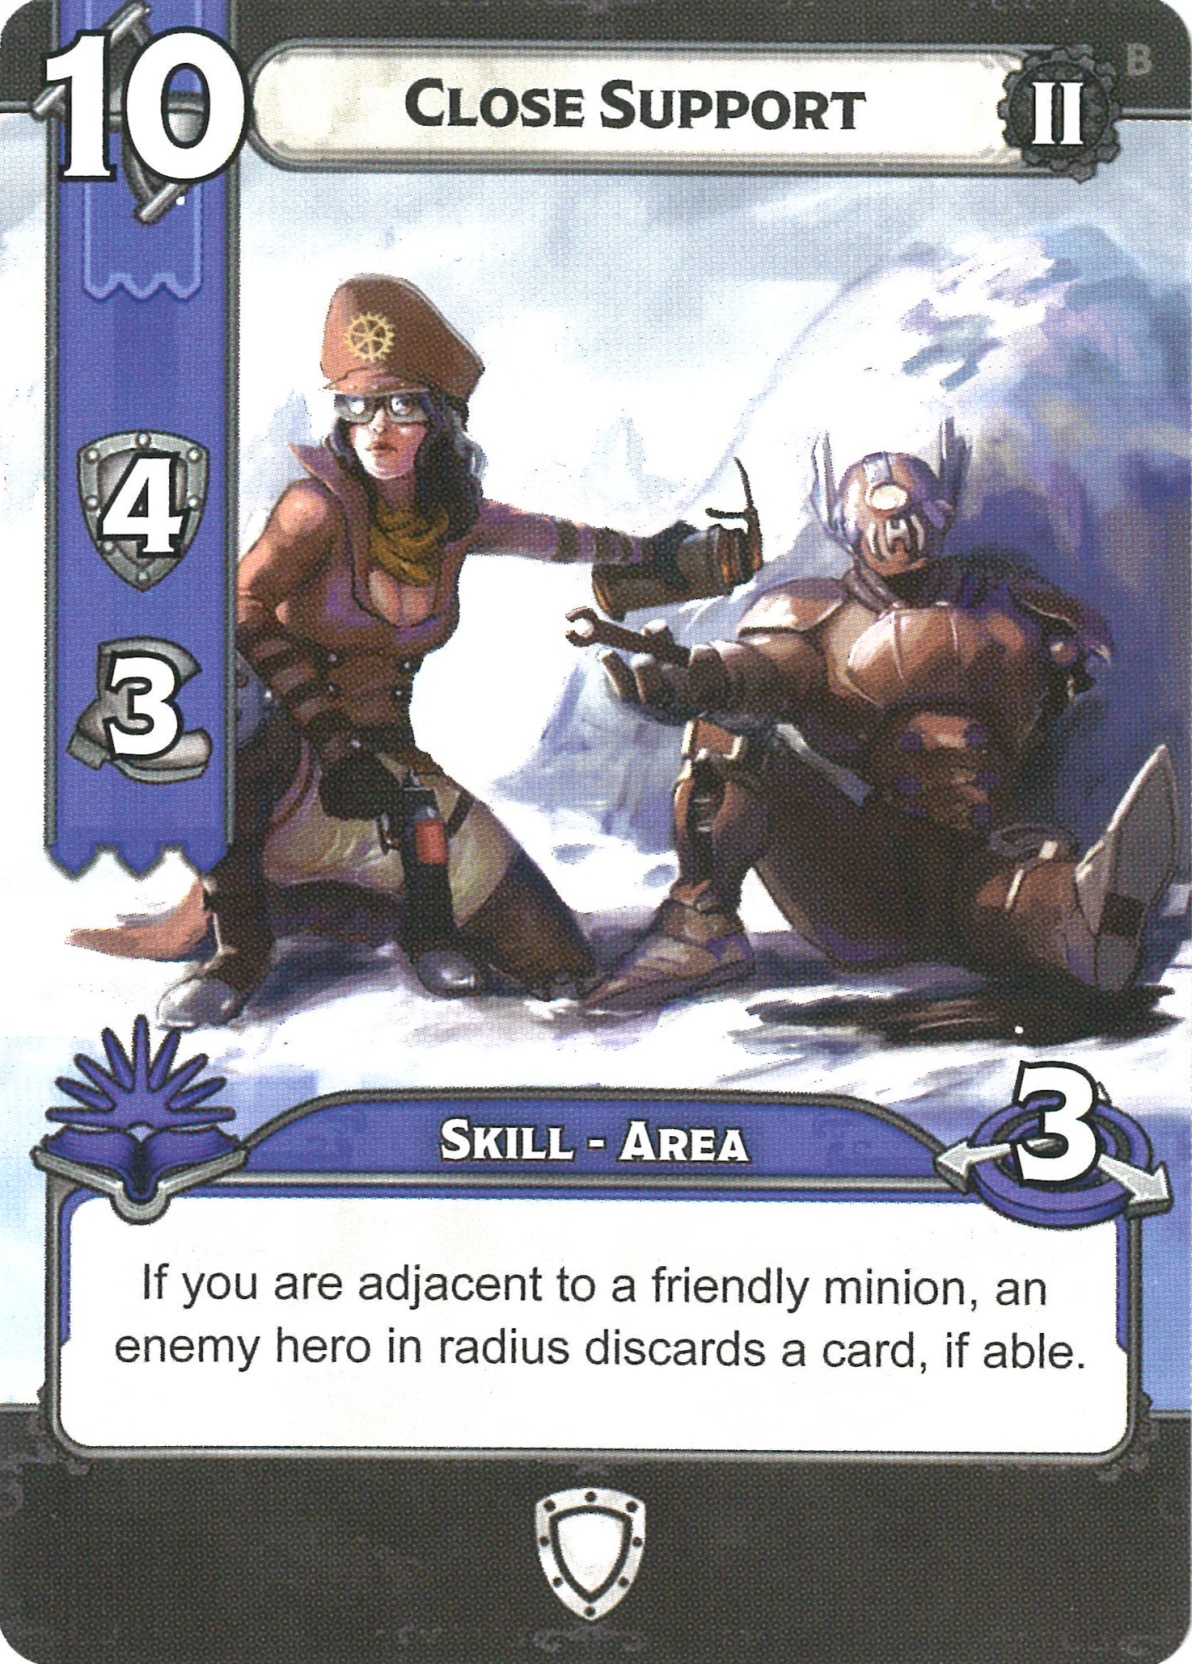 10
CLOSE SUPPORT
II
B
4
3
SKILL - AREA
3
If you are adjacent to a friendly minion, an
enemy hero in radius discards a card, if able.